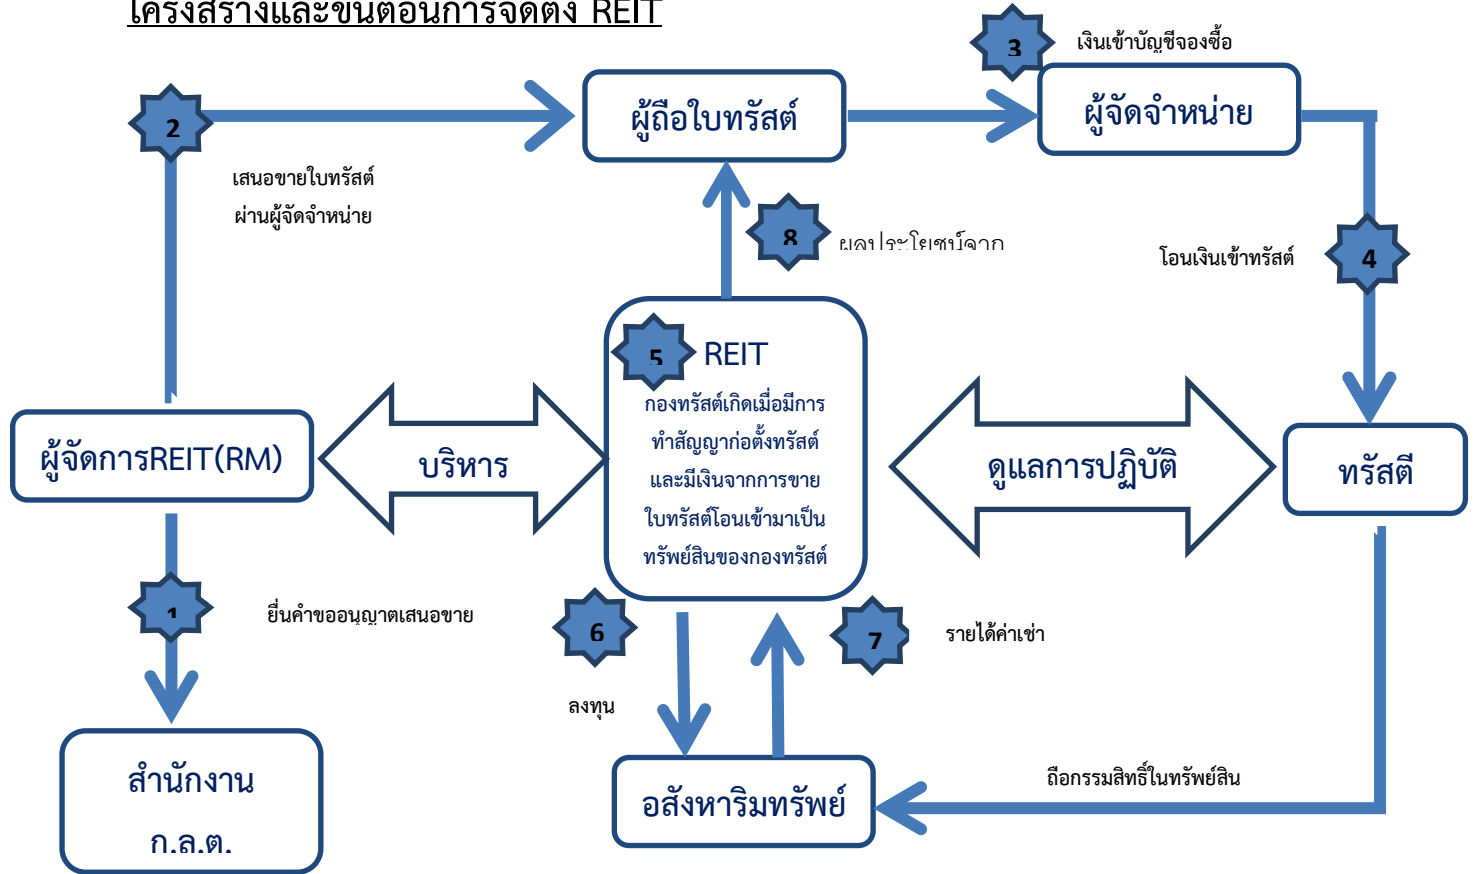 โครงสร้างและขั้นตอนการจัดตั้ง REIT
3
เงินเข้าบัญชีจองซื้อ
2
ผู้ถือใบทรัสต์
ผู้จัดจำหน่าย
เสนอขายใบทรัสต์
ผ่านผู้จัดจำหน่าย
8
ผลประโยชน์จาก
โอนเงินเข้าทรัสต์
4
5
REIT
กองทรัสต์เกิดเมื่อมีการ
ทำสัญญาก่อตั้งทรัสต์
และมีเงินจากการขาย
ใบทรัสต์โอนเข้ามาเป็น
ทรัพย์สินของกองทรัสต์
ผู้จัดการREIT(RM)
บริหาร
ดูแลการปฏิบัติ
ทรัสตี
1
ยื่นคำขออนุญาตเสนอขาย
6
7
รายได้ค่าเช่า
ลงทุน
สำนักงาน
ก.ล.ต.
อสังหาริมทรัพย์
ถือกรรมสิทธิ์ในทรัพย์สิน